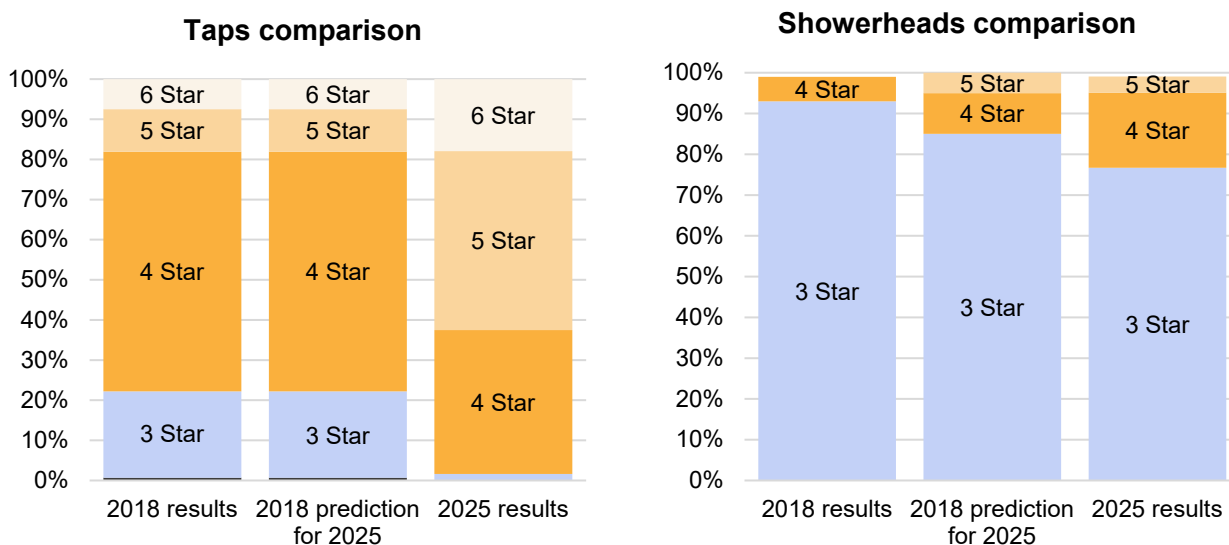 Taps comparison
100%
90%
80%
70%
60%
50%
40%
30%
20%
10%
0%
6 Star
5 Star
4 Star
3 Star
6 Star
5 Star
4 Star
3 Star
6 Star
5 Star
4 Star
2018 results
2018 prediction
for 2025
2025 results
Showerheads comparison
100%
90%
80%
70%
60%
50%
40%
30%
20%
10%
0%
4 Star
3 Star
5 Star
4 Star
3 Star
5 Star
4 Star
3 Star
2018 results
2018 prediction
for 2025
2025 results